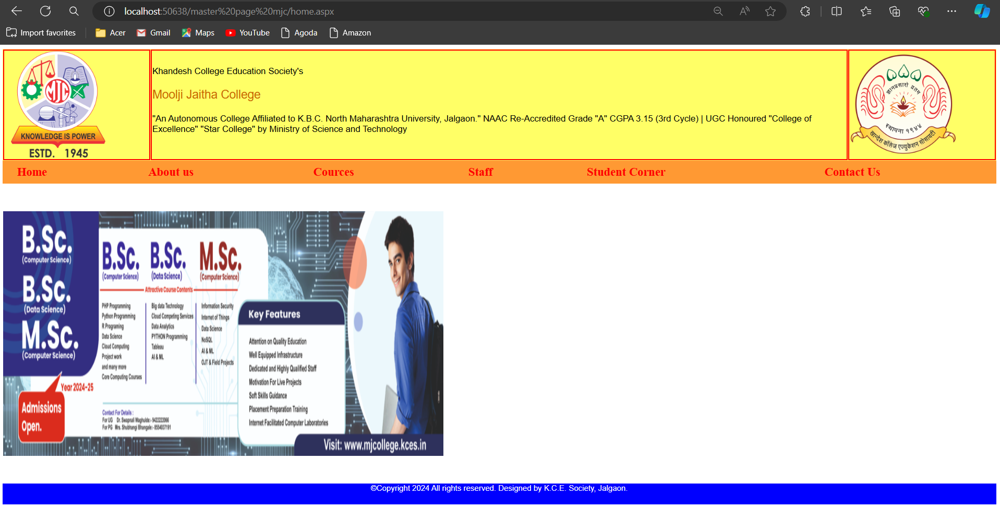 localhost:50638/master%20page%20mjc/home.aspx
Import favorites
Acer
Gmail
Maps
YouTube
Agoda
Amazon
MJC
KNOWLEDGE IS POWER
ESTD. 1945
Khandesh College Education Society's
Moolji Jaitha College
"An Autonomous College Affiliated to K.B.C. North Maharashtra University, Jalgaon." NAAC Re-Accredited Grade "A" CGPA 3.15 (3rd Cycle) | UGC Honoured "College of
Excellence" "Star College" by Ministry of Science and Technology
ज्ञानप्रसारो व्रतम्
स्थापना १९४४
खान्देश कॉलेज एज्युकेशन सोसायटी
Home
About us
Cources
Staff
Student Corner
Contact Us
B.Sc.
(Computer Science)
B.Sc.
(Data Science)
M.Sc.
(Computer Science)
Year 2024-25
Admissions
Open.
B.Sc.
(Computer Science)
B.Sc.
(Data Science)
M.Sc.
(Computer Science)
Attractive Course Contents
PHP Programming
Python Programming
R Programing
Data Science
Cloud Computing
Project work
and many more
Core Computing Courses
Big data Technology
Cloud Competing Services
Data Analytics
PYTHON Programming
Tableau
AI & ML
Information Security
Internet of Things
Data Science
NoSQL
AI & ML
OJT & Field Projects
Contact For Details :
For UG Dr. Swapnali Waghulde:- 9422222066
For PG Mrs. Shubhangi Bhangale:- 8554037191
Key Features
Attention on Quality Education
Well Equipped Infrastructure
Dedicated and Highly Qualified Staff
Motivation For Live Projects
Soft Skills Guidance
Placement Preparation Training
Internet Facilitated Computer Laboratories
Visit: www.mjcollege.kces.in
©Copyright 2024 All rights reserved. Designed by K.C.E. Society, Jalgaon.